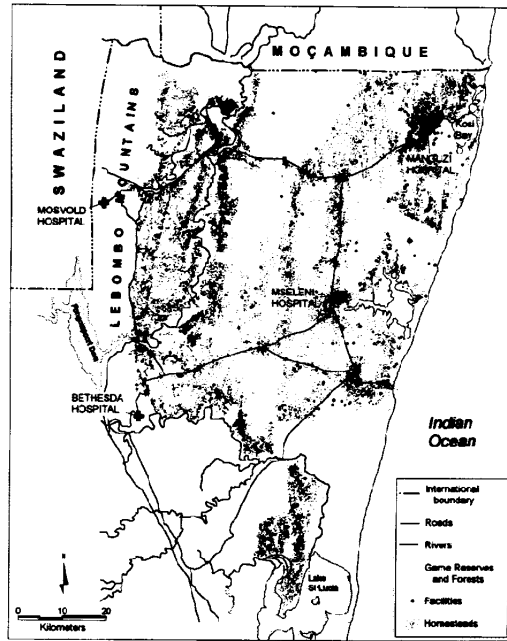 MOÇAMBIQUE
SWAZILAND
LEBOMBO MOUNTAINS
Kosi
Bay
MANGUZI
HOSPITAL
MOSVOLD
HOSPITAL
MSELENI
HOSPITAL
BETHESDA
HOSPITAL
Indian
Ocean
International
boundary
Roads
Rivers
Game Reserves
and Forests
Facilities
Homesteads
Lake
St Lucia
0 10 20
Kilometers